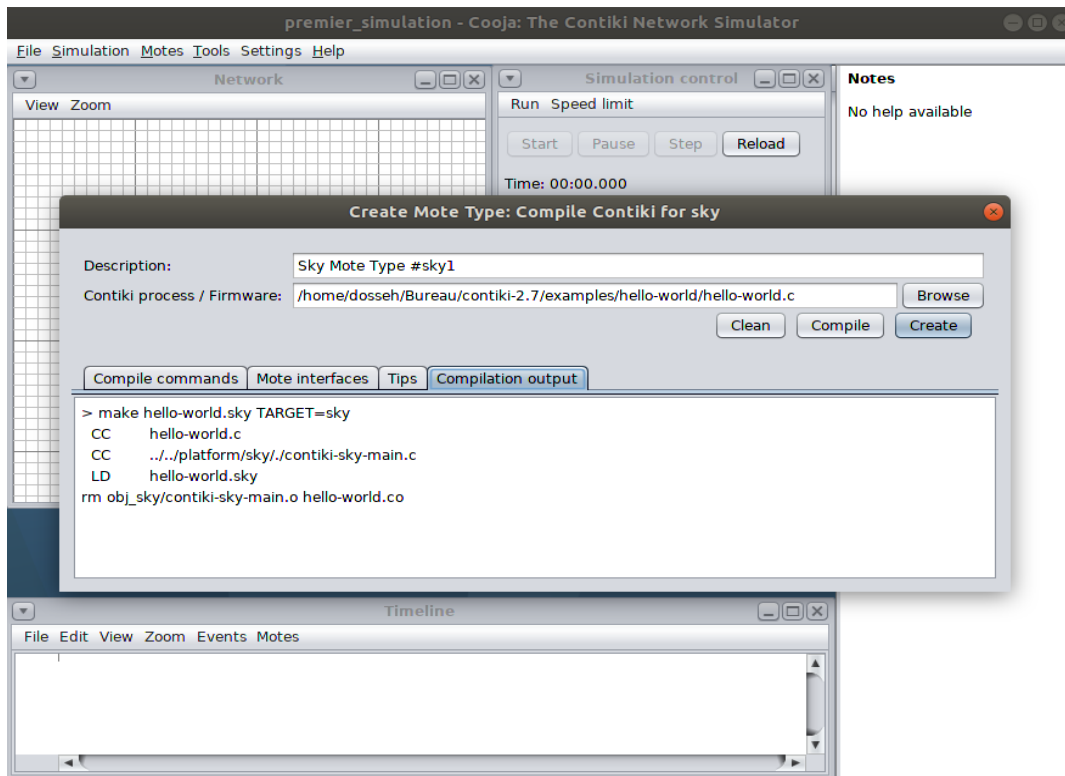 premier_simulation - Cooja: The Contiki Network Simulator
File Simulation Motes Tools Settings Help
Network
View Zoom
Simulation control
Run Speed limit
Start Pause Step Reload
Time: 00:00.000
Notes
No help available
Create Mote Type: Compile Contiki for sky
Description: Sky Mote Type #sky1
Contiki process / Firmware: /home/dosseh/Bureau/contiki-2.7/examples/hello-world/hello-world.c Browse
Clean Compile Create
Compile commands Mote interfaces Tips Compilation output
> make hello-world.sky TARGET=sky
CC hello-world.c
CC ../../platform/sky/./contiki-sky-main.c
LD hello-world.sky
rm obj_sky/contiki-sky-main.o hello-world.co
Timeline
File Edit View Zoom Events Motes